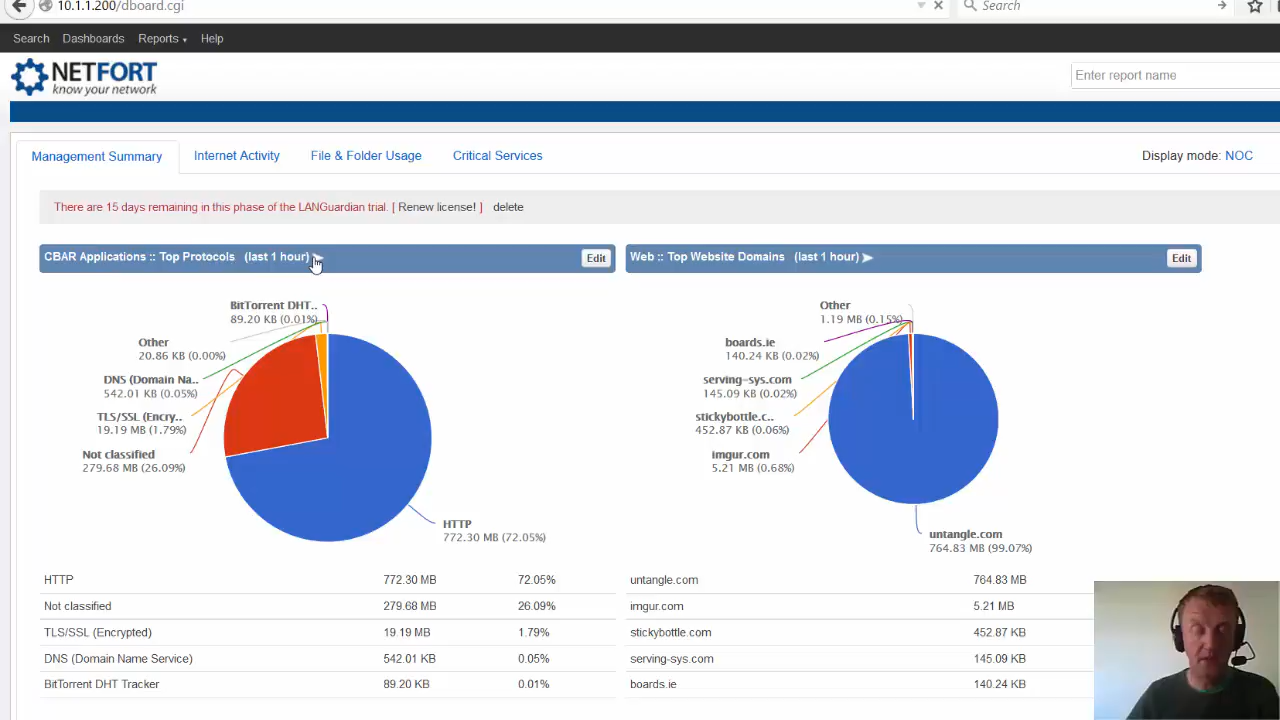 10.1.1.200/dboard.cgi
Search
Search Dashboards Reports Help
NETFORT
know your network
Enter report name
Management Summary Internet Activity File & Folder Usage Critical Services Display mode: NOC
There are 15 days remaining in this phase of the LANGuardian trial. [ Renew license! ] delete
CBAR Applications :: Top Protocols (last 1 hour) Edit
BitTorrent DHT..
89.20 KB (0.01%)
Other
20.86 KB (0.00%)
DNS (Domain Na..
542.01 KB (0.05%)
TLS/SSL (Encry..
19.19 MB (1.79%)
Not classified
279.68 MB (26.09%)
HTTP
772.30 MB (72.05%)
HTTP 772.30 MB 72.05%
Not classified 279.68 MB 26.09%
TLS/SSL (Encrypted) 19.19 MB 1.79%
DNS (Domain Name Service) 542.01 KB 0.05%
BitTorrent DHT Tracker 89.20 KB 0.01%
Web :: Top Website Domains (last 1 hour) Edit
Other
1.19 MB (0.15%)
boards.ie
140.24 KB (0.02%)
serving-sys.com
145.09 KB (0.02%)
stickybottle.c..
452.87 KB (0.06%)
imgur.com
5.21 MB (0.68%)
untangle.com
764.83 MB (99.07%)
untangle.com 764.83 MB
imgur.com 5.21 MB
stickybottle.com 452.87 KB
serving-sys.com 145.09 KB
boards.ie 140.24 KB